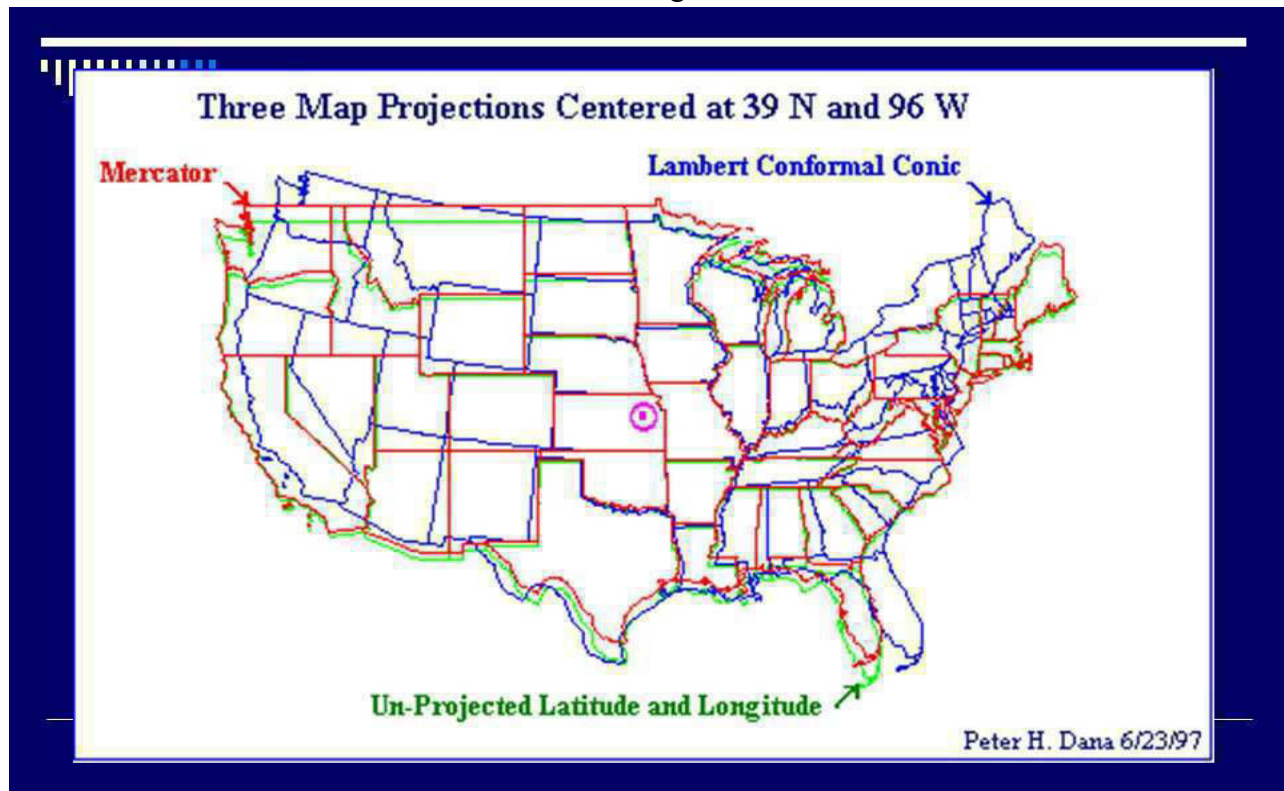 Three Map Projections Centered at 39 N and 96 W
Mercator
Lambert Conformal Conic
Un-Projected Latitude and Longitude
Peter H. Dana 6/23/97